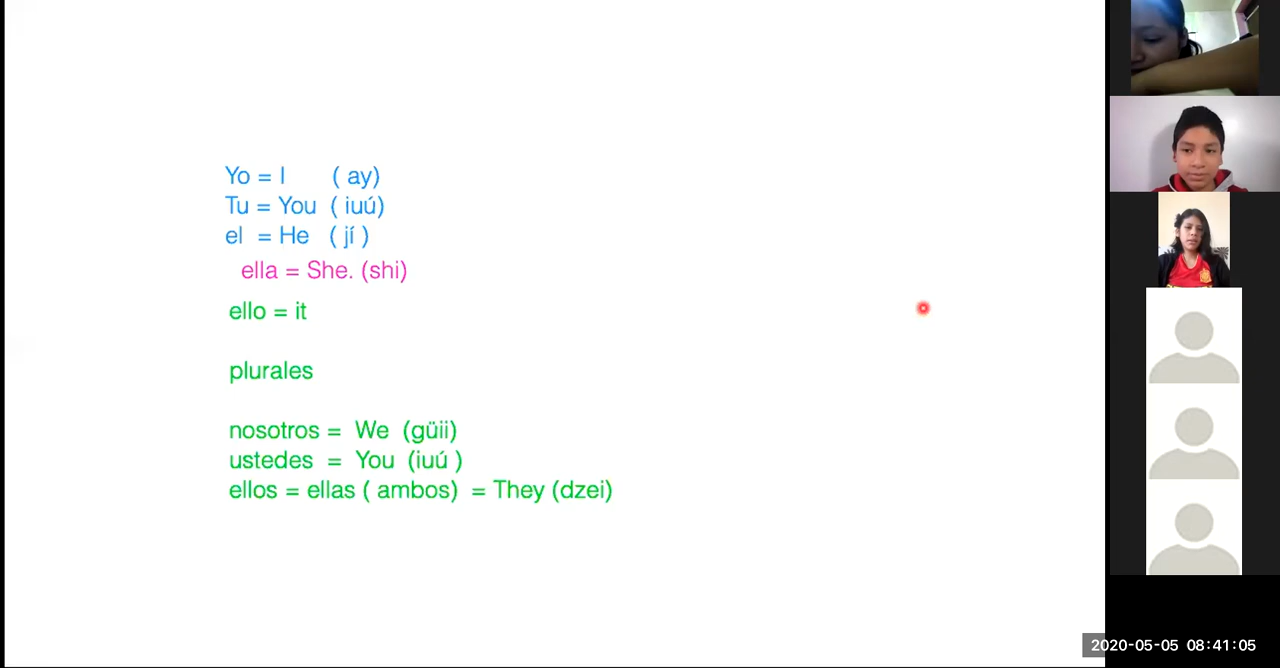 Yo = I ( ay)
Tu = You ( iuú)
el = He ( jí )
ella = She. (shi)
ello = it
plurales
nosotros = We (güii)
ustedes = You (iuú )
ellos = ellas ( ambos) = They (dzei)
2020-05-05 08:41:05